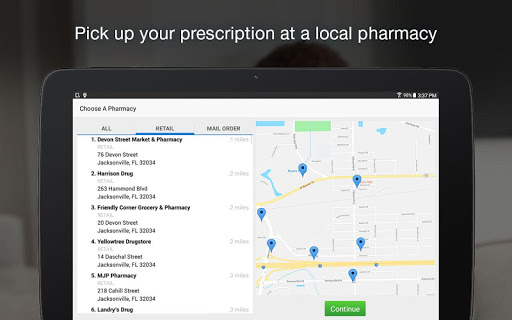 Pick up your prescription at a local pharmacy
90% 3:37 PM
Choose A Pharmacy
ALL RETAIL MAIL ORDER
1. Devon Street Market & Pharmacy .1 miles
RETAIL
76 Devon Street
Jacksonville, FL 32034
2. Harrison Drug .2 miles
RETAIL
263 Hammond Blvd
Jacksonville, FL 32034
3. Friendly Corner Grocery & Pharmacy .2 miles
RETAIL
20 Devon Street
Jacksonville, FL 32034
4. Yellowtree Drugstore .2 miles
RETAIL
14 Daschal Street
Jacksonville, FL 32034
5. MJP Pharmacy .2 miles
RETAIL
218 Cahill Street
Jacksonville, FL 32034
6. Landry's Drug .3 miles
Continue